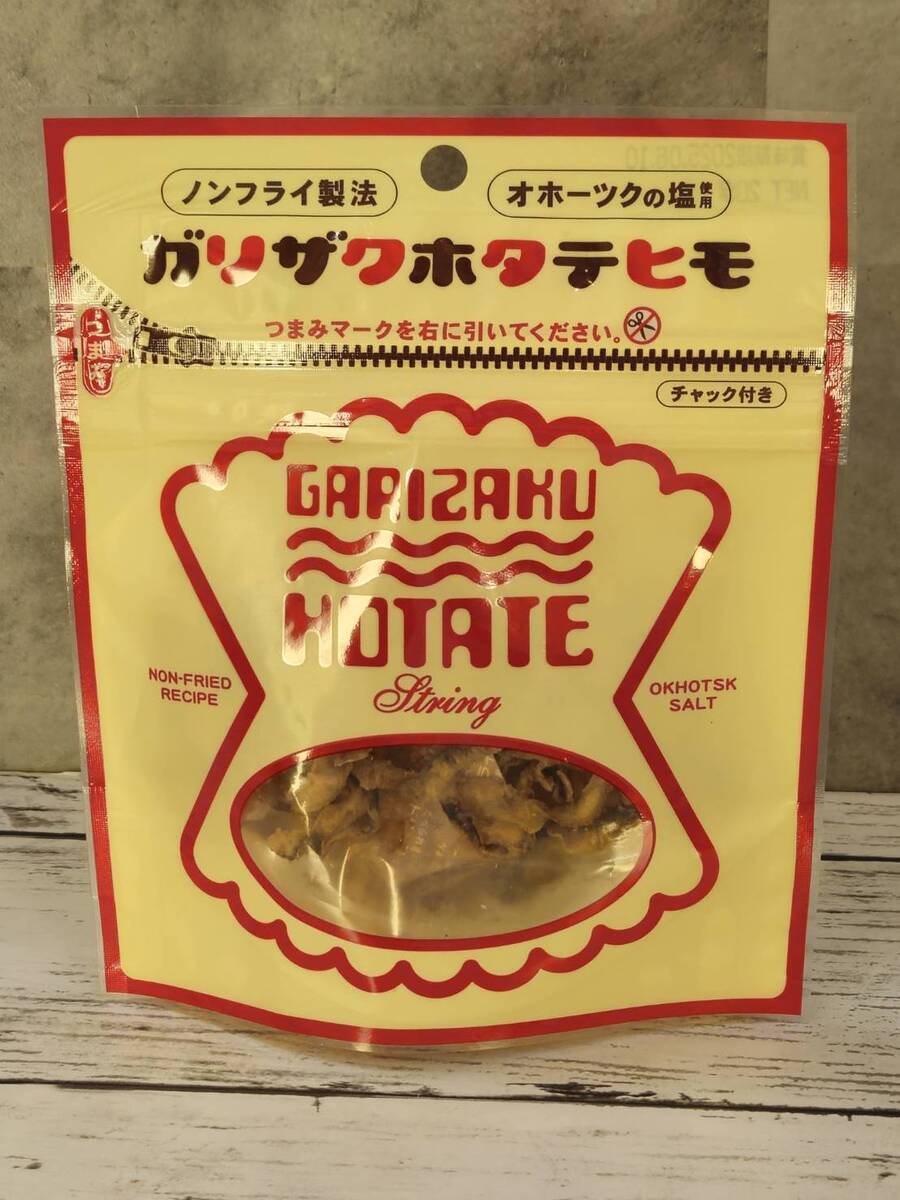 ノンフライ製法
オホーツクの塩使用
ガリザクホタテヒモ
つまみマークを右に引いてください。
チャック付き
GARIZAKU
HOTATE
String
NON-FRIED
RECIPE
OKHOTSK
SALT